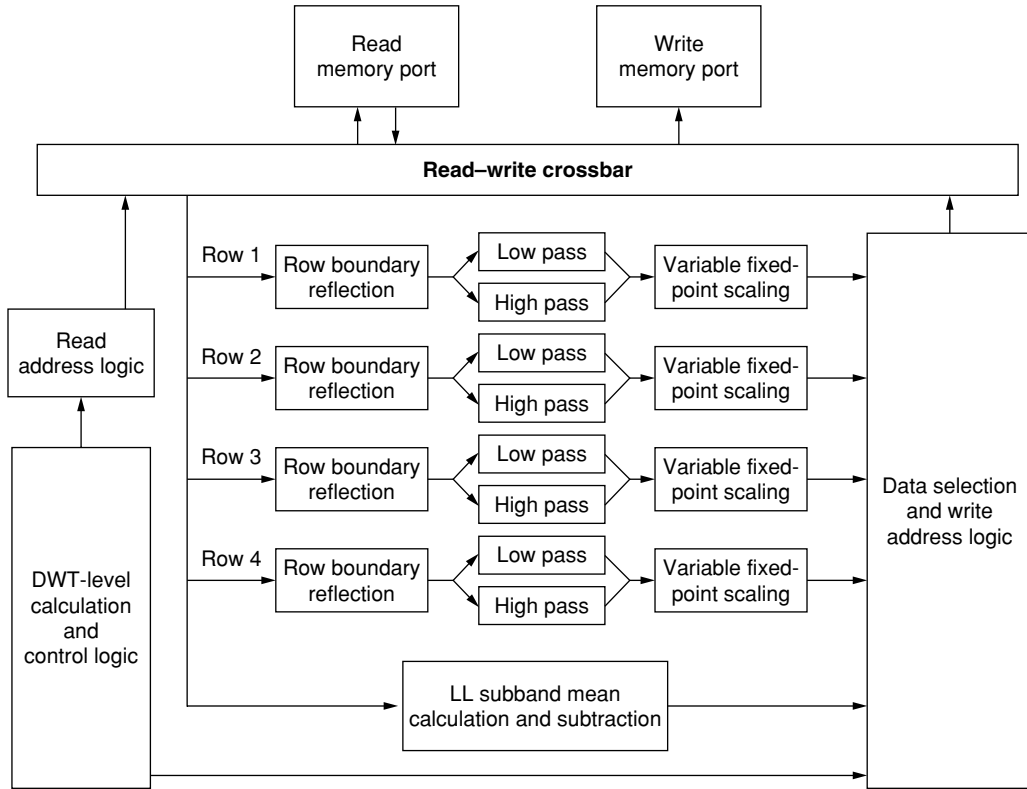 Read
memory port
Write
memory port
Read–write crossbar
Row 1
Row boundary
reflection
Low pass
High pass
Variable fixed-
point scaling
Read
address logic
Row 2
Row boundary
reflection
Low pass
High pass
Variable fixed-
point scaling
Row 3
Row boundary
reflection
Low pass
High pass
Variable fixed-
point scaling
Data selection
and write
address logic
DWT-level
calculation
and
control logic
Row 4
Row boundary
reflection
Low pass
High pass
Variable fixed-
point scaling
LL subband mean
calculation and subtraction